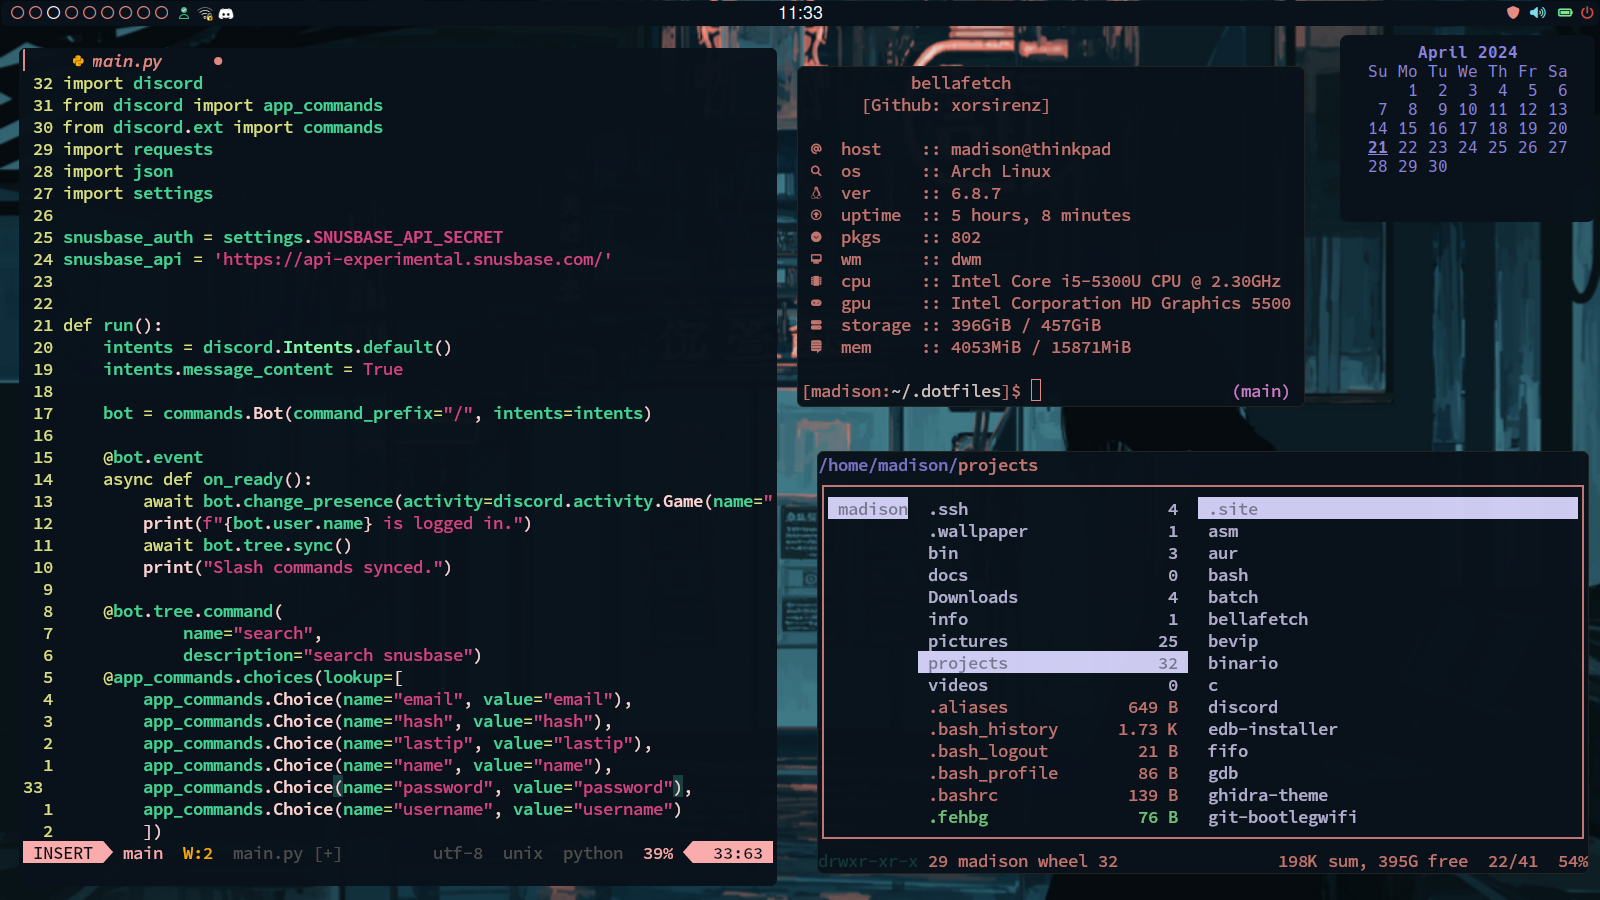 11:33
main.py
32 import discord
31 from discord import app_commands
30 from discord.ext import commands
29 import requests
28 import json
27 import settings
26
25 snusbase_auth = settings.SNUSBASE_API_SECRET
24 snusbase_api = 'https://api-experimental.snusbase.com/'
23
22
21 def run():
20 intents = discord.Intents.default()
19 intents.message_content = True
18
17 bot = commands.Bot(command_prefix="/", intents=intents)
16
15 @bot.event
14 async def on_ready():
13 await bot.change_presence(activity=discord.activity.Game(name="
12 print(f"{bot.user.name} is logged in.")
11 await bot.tree.sync()
10 print("Slash commands synced.")
9
8 @bot.tree.command(
7 name="search",
6 description="search snusbase")
5 @app_commands.choices(lookup=[
4 app_commands.Choice(name="email", value="email"),
3 app_commands.Choice(name="hash", value="hash"),
2 app_commands.Choice(name="lastip", value="lastip"),
1 app_commands.Choice(name="name", value="name"),
33 app_commands.Choice(name="password", value="password"),
1 app_commands.Choice(name="username", value="username")
2 ])
INSERT main W:2 main.py [+] utf-8 unix python 39% 33:63
bellafetch
[Github: xorsirenz]
host :: madison@thinkpad
os :: Arch Linux
ver :: 6.8.7
uptime :: 5 hours, 8 minutes
pkgs :: 802
wm :: dwm
cpu :: Intel Core i5-5300U CPU @ 2.30GHz
gpu :: Intel Corporation HD Graphics 5500
storage :: 396GiB / 457GiB
mem :: 4053MiB / 15871MiB
[madison:~/.dotfiles]$ (main)
April 2024
Su Mo Tu We Th Fr Sa
1 2 3 4 5 6
7 8 9 10 11 12 13
14 15 16 17 18 19 20
21 22 23 24 25 26 27
28 29 30
/home/madison/projects
madison .ssh 4 .site
.wallpaper 1 asm
bin 3 aur
docs 0 bash
Downloads 4 batch
info 1 bellafetch
pictures 25 bevip
projects 32 binario
videos 0 c
.aliases 649 B discord
.bash_history 1.73 K edb-installer
.bash_logout 21 B fifo
.bash_profile 86 B gdb
.bashrc 139 B ghidra-theme
.fehbg 76 B git-bootlegwifi
drwxr-xr-x 29 madison wheel 32 198K sum, 395G free 22/41 54%